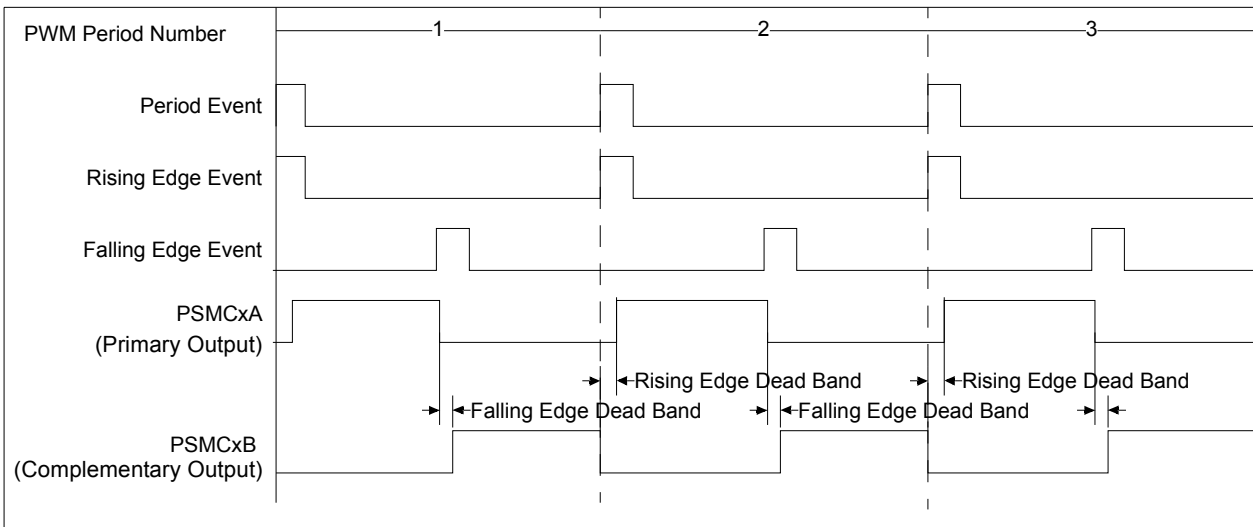 PWM Period Number
1
2
3
Period Event
Rising Edge Event
Falling Edge Event
PSMCxA
(Primary Output)
Rising Edge Dead Band
Rising Edge Dead Band
Falling Edge Dead Band
Falling Edge Dead Band
PSMCxB
(Complementary Output)